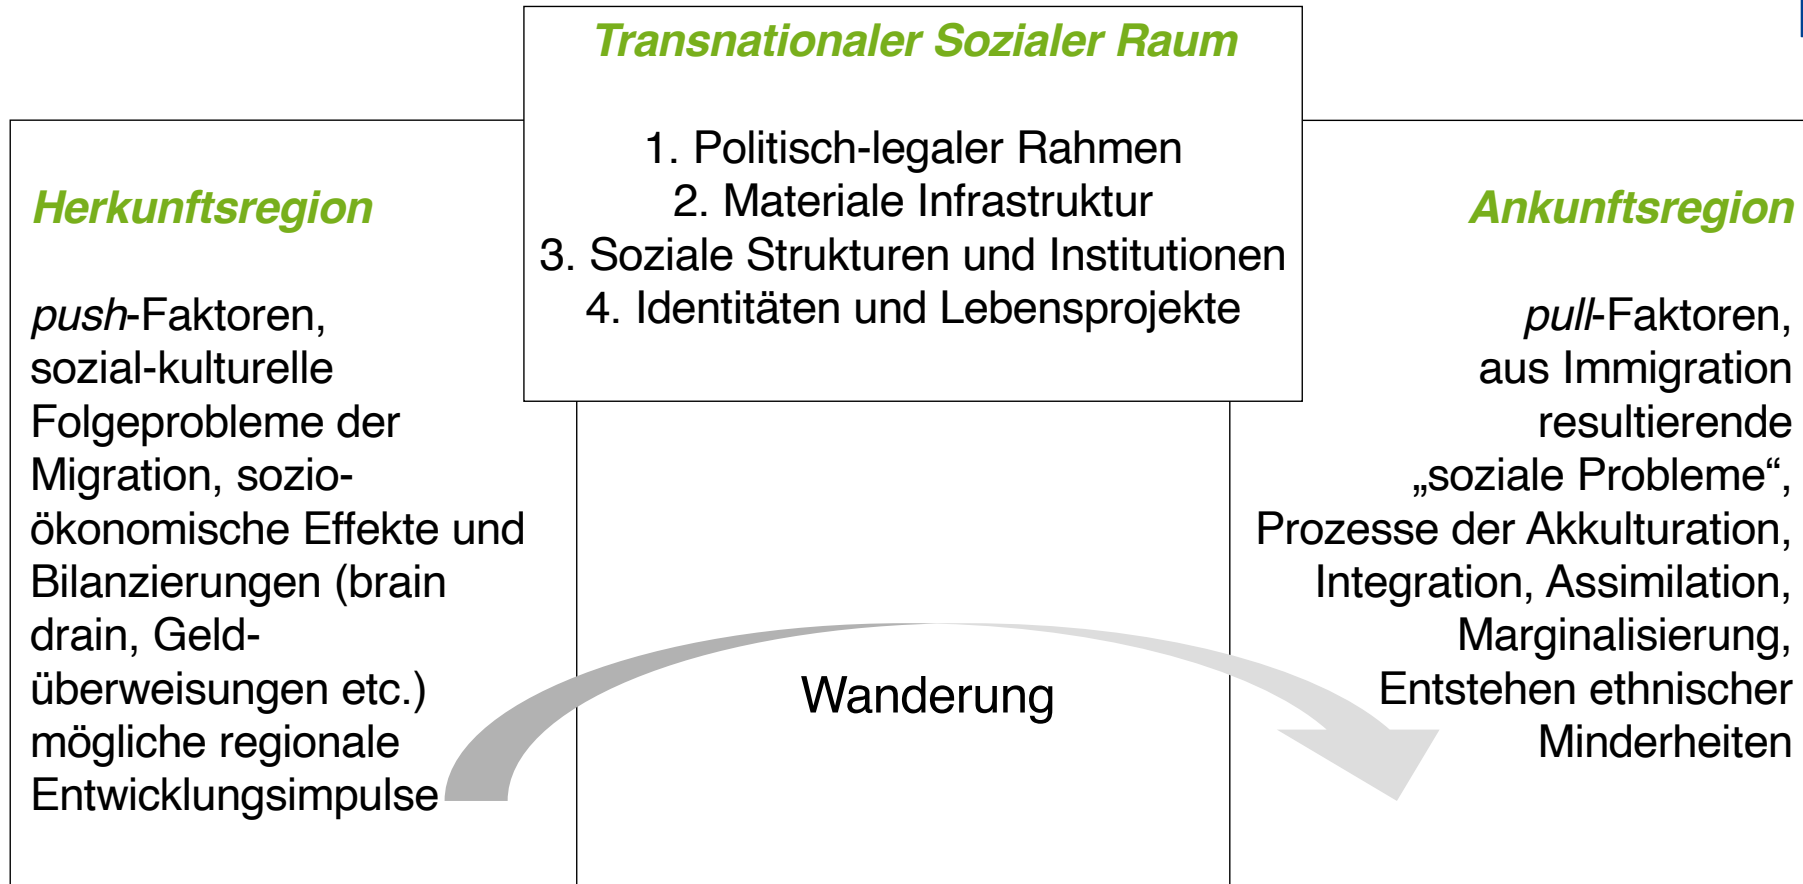 Transnationaler Sozialer Raum
1. Politisch-legaler Rahmen
2. Materiale Infrastruktur
3. Soziale Strukturen und Institutionen
4. Identitäten und Lebensprojekte
Herkunftsregion
push-Faktoren,
sozial-kulturelle
Folgeprobleme der
Migration, sozio-
ökonomische Effekte und
Bilanzierungen (brain
drain, Geld-
überweisungen etc.)
mögliche regionale
Entwicklungsimpulse
Wanderung
Ankunftsregion
pull-Faktoren,
aus Immigration
resultierende
„soziale Probleme“,
Prozesse der Akkulturation,
Integration, Assimilation,
Marginalisierung,
Entstehen ethnischer
Minderheiten